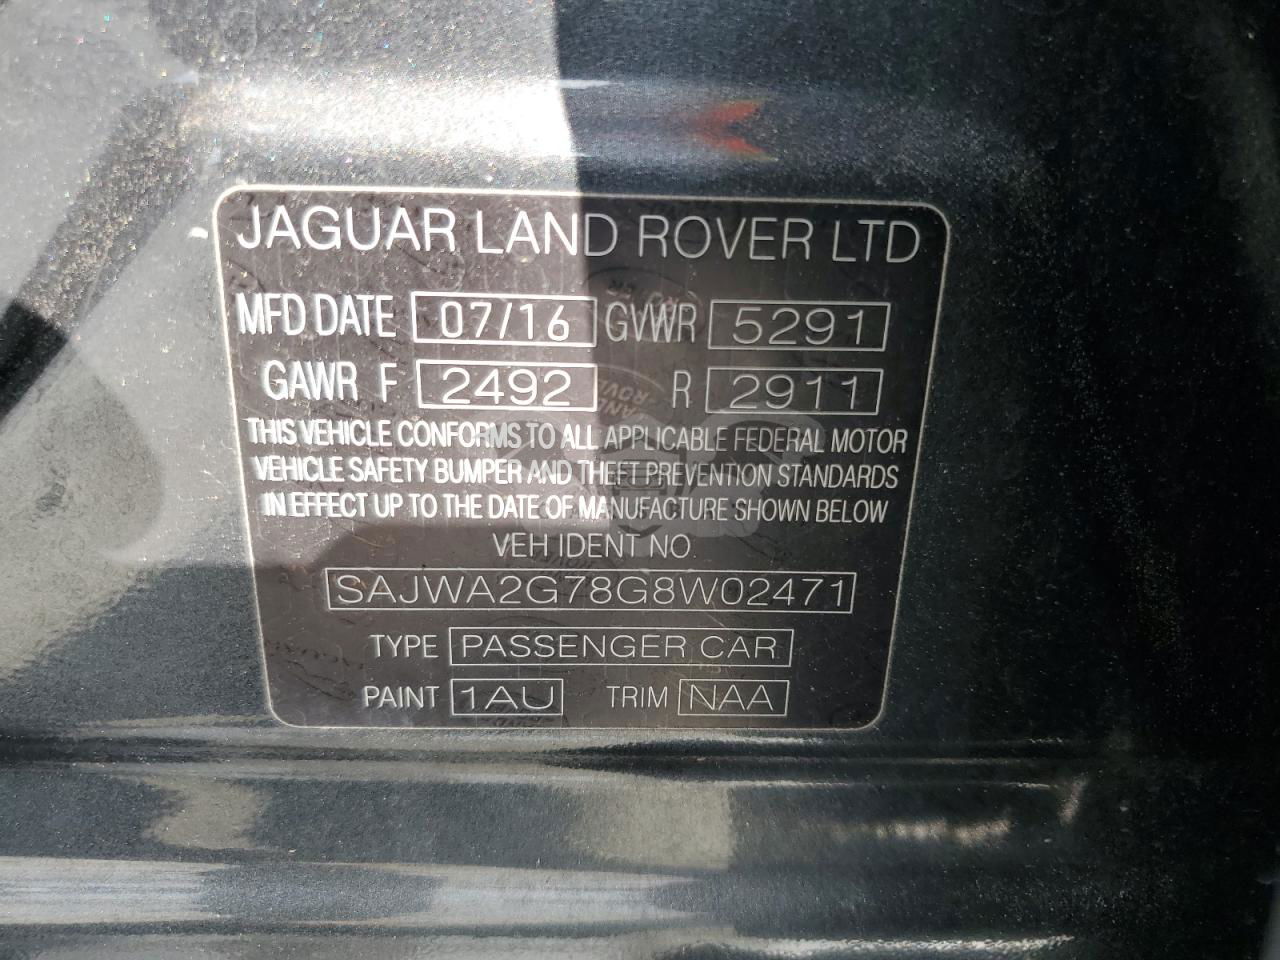 JAGUAR LAND ROVER LTD
MFD DATE 07/16 GVWR 5291
GAWR F 2492 R 2911
THIS VEHICLE CONFORMS TO ALL APPLICABLE FEDERAL MOTOR
VEHICLE SAFETY BUMPER AND THEFT PREVENTION STANDARDS
IN EFFECT UP TO THE DATE OF MANUFACTURE SHOWN BELOW
VEH IDENT NO.
SAJWA2G78G8W02471
TYPE PASSENGER CAR
PAINT 1AU TRIM NAA